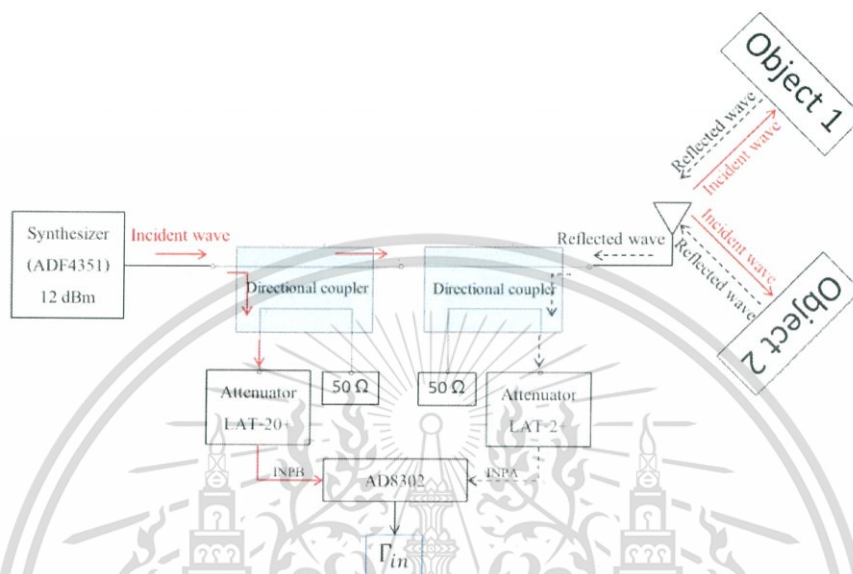 Object 1
Reflected wave
Incident wave
Synthesizer
(ADF4351)
12 dBm
Incident wave
Reflected wave
Incident wave
Reflected wave
Object 2
Directional coupler
Directional coupler
Attenuator
LAT-20+
50 Ω
50 Ω
Attenuator
LAT-2+
INPB
AD8302
INPA
Γin